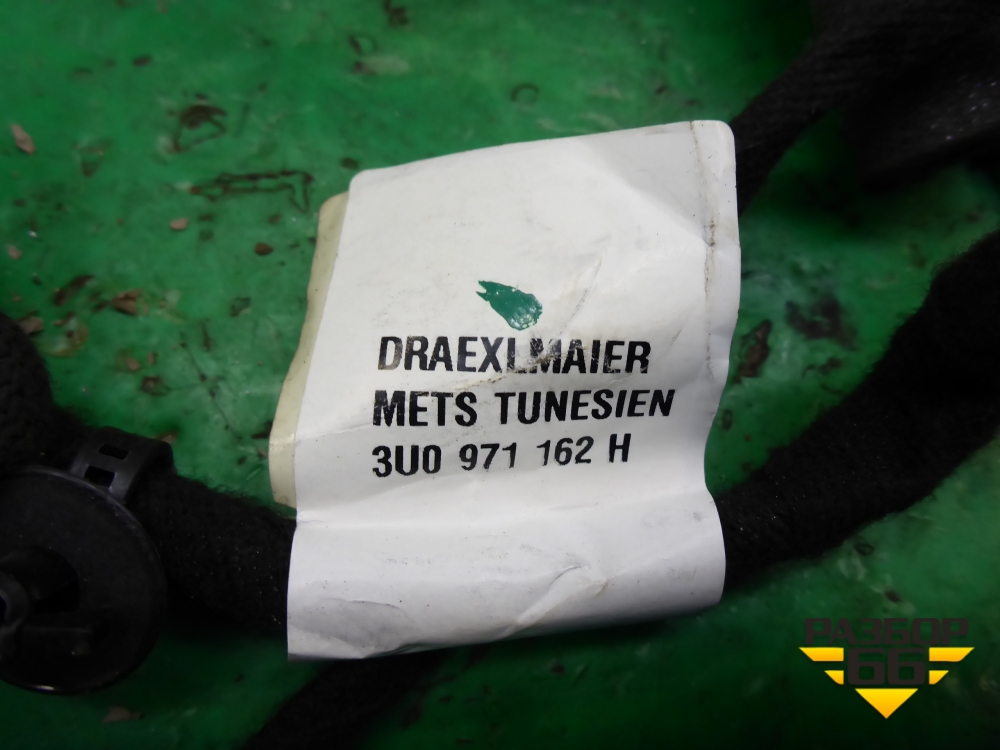 DRAEXLMAIER
METS TUNESIEN
3U0 971 162 H
РАЗБОР
66